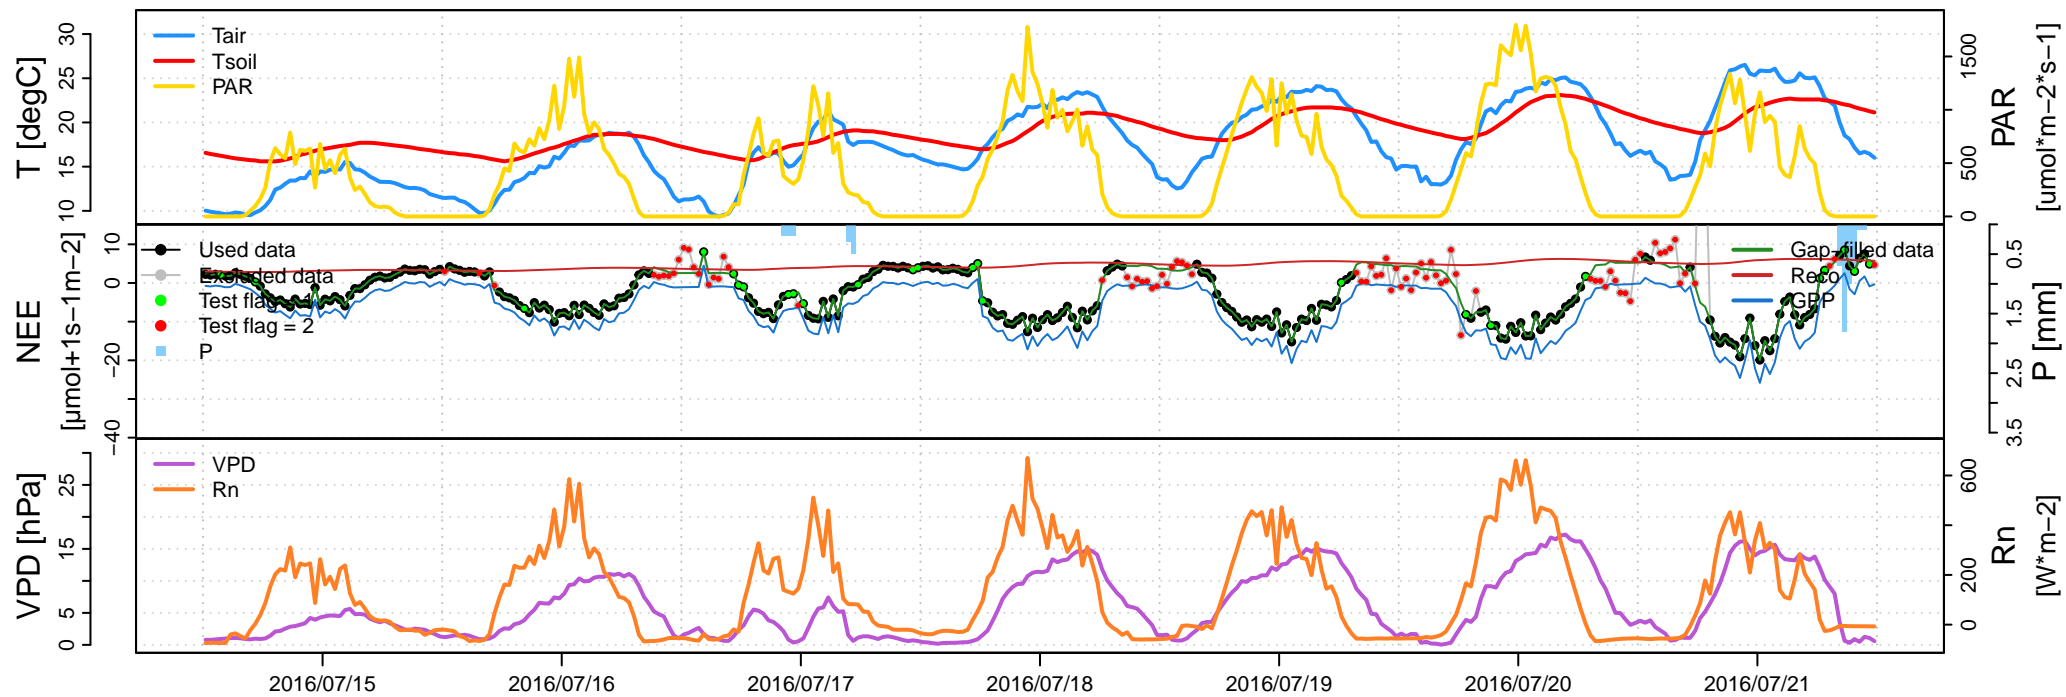 T [degC]
10 15 20 25 30
Tair
Tsoil
PAR
0 500 1500
PAR
[umol*m−2*s−1]
NEE
[µmol+1s−1m−2]
−40 −20 0 10
Used data
Excluded data
Test flag
Test flag = 2
P
Gap−filled data
Reco
GPP
0.5 1.5 2.5 3.5
P [mm]
VPD [hPa]
0 5 15 25
VPD
Rn
0 200 600
Rn
[W*m−2]
2016/07/15 2016/07/16 2016/07/17 2016/07/18 2016/07/19 2016/07/20 2016/07/21